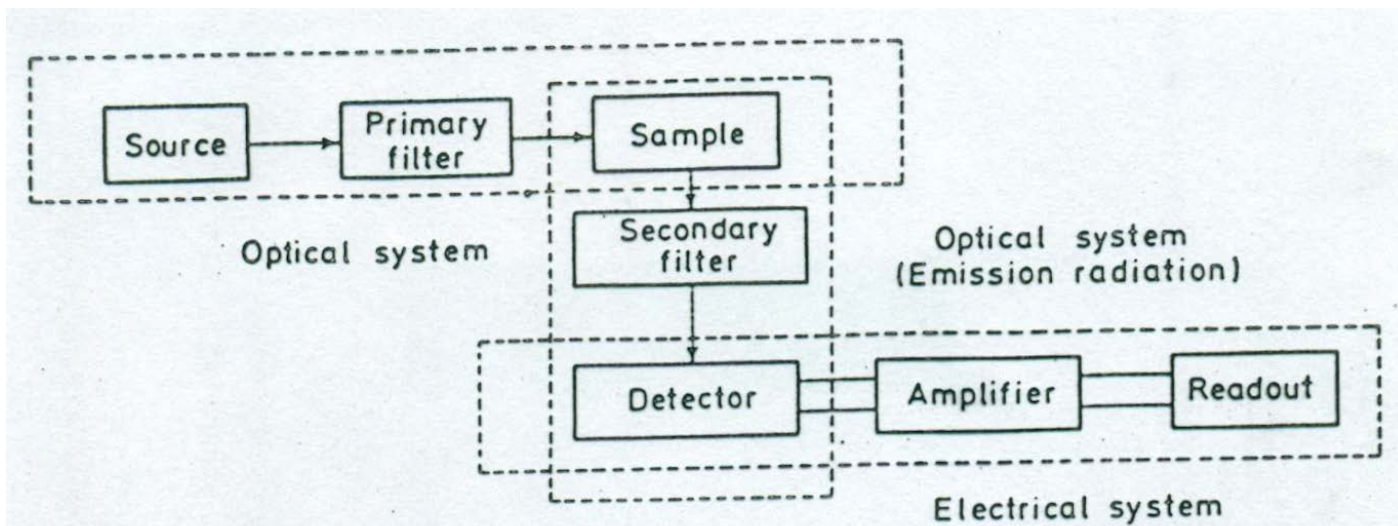 Source
Primary
filter
Sample
Optical system
Secondary
filter
Optical system
(Emission radiation)
Detector
Amplifier
Readout
Electrical system